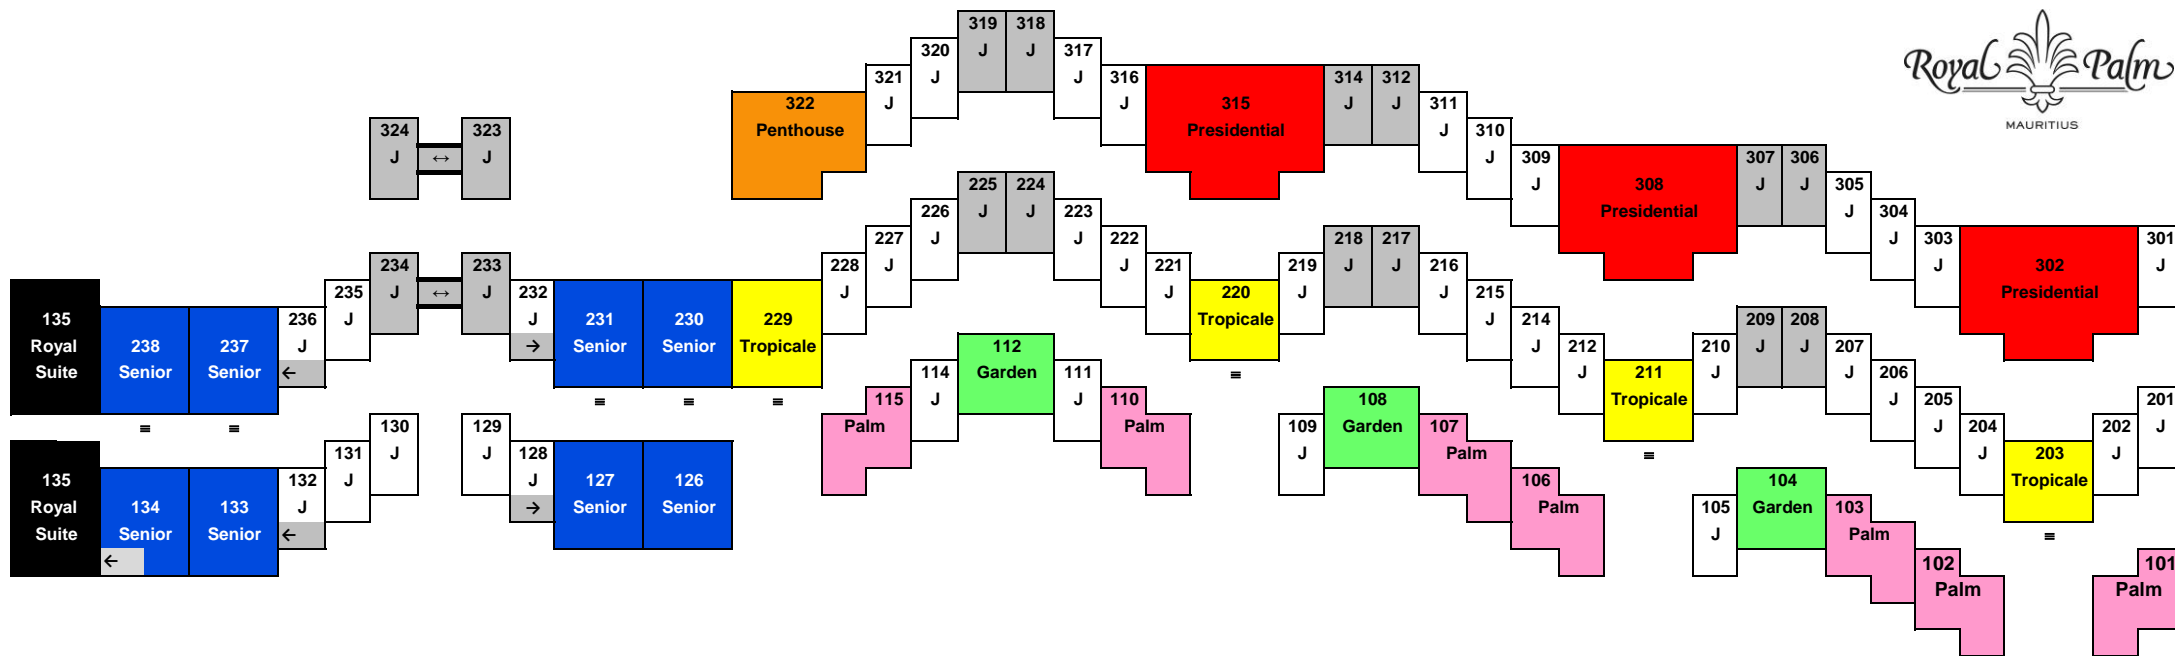 319 318
J J
320
J
317
J
321
J
316
J
314 312
J J
322
Penthouse
315
Presidential
311
J
310
J
324 323
J ↔ J
309
J
308
Presidential
307 306
J J
305
J
304
J
303
J
302
Presidential
301
J
Royal Palm
MAURITIUS
225 224
J J
226
J
223
J
227
J
222
J
228
J
221
J
220
Tropicale
≡
219
J
218 217
J J
216
J
215
J
214
J
212
J
211
Tropicale
≡
210
J
209 208
J J
207
J
206
J
205
J
204
J
203
Tropicale
≡
202
J
201
J
135
Royal
Suite
238
Senior
≡
237
Senior
≡
236
J
←
235
J
234 233
J ↔ J
232
J
→
231
Senior
≡
230
Senior
≡
229
Tropicale
≡
135
Royal
Suite
134
Senior
←
133
Senior
132
J
←
131
J
130
J
129
J
128
J
→
127
Senior
126
Senior
115
Palm
114
J
112
Garden
111
J
110
Palm
109
J
108
Garden
107
Palm
106
Palm
105
J
104
Garden
103
Palm
102
Palm
101
Palm